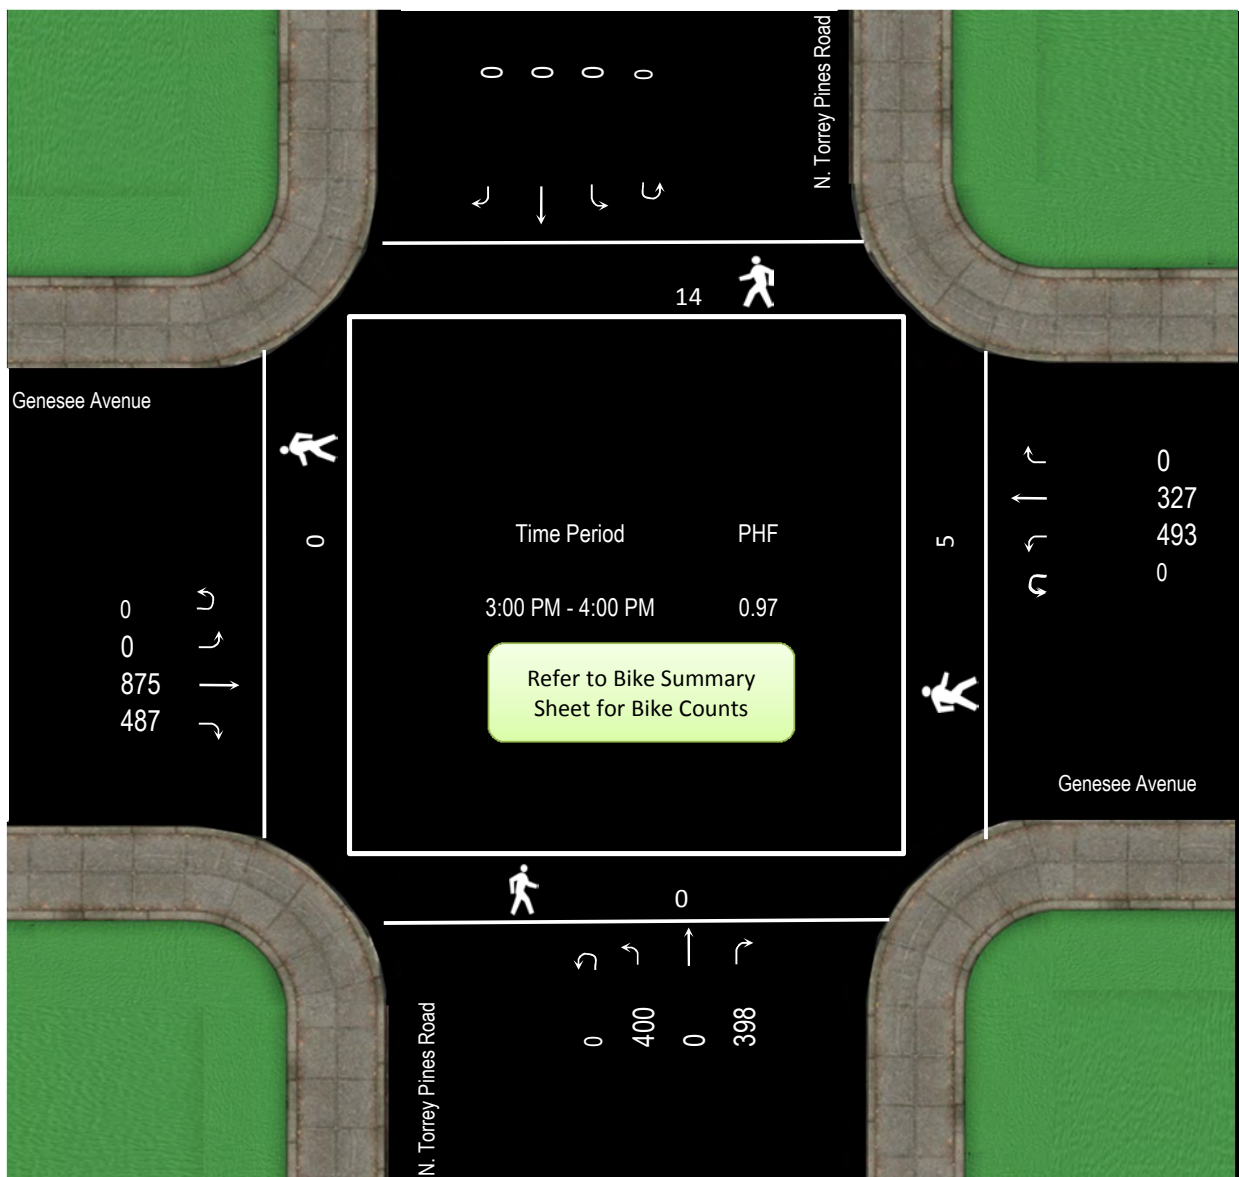 0 0 0 0
N. Torrey Pines Road
14
Genesee Avenue
0
327
493
0
Time Period PHF
0
5
3:00 PM - 4:00 PM 0.97
0
0
875
487
Refer to Bike Summary
Sheet for Bike Counts
Genesee Avenue
0
0 400 0 398
N. Torrey Pines Road